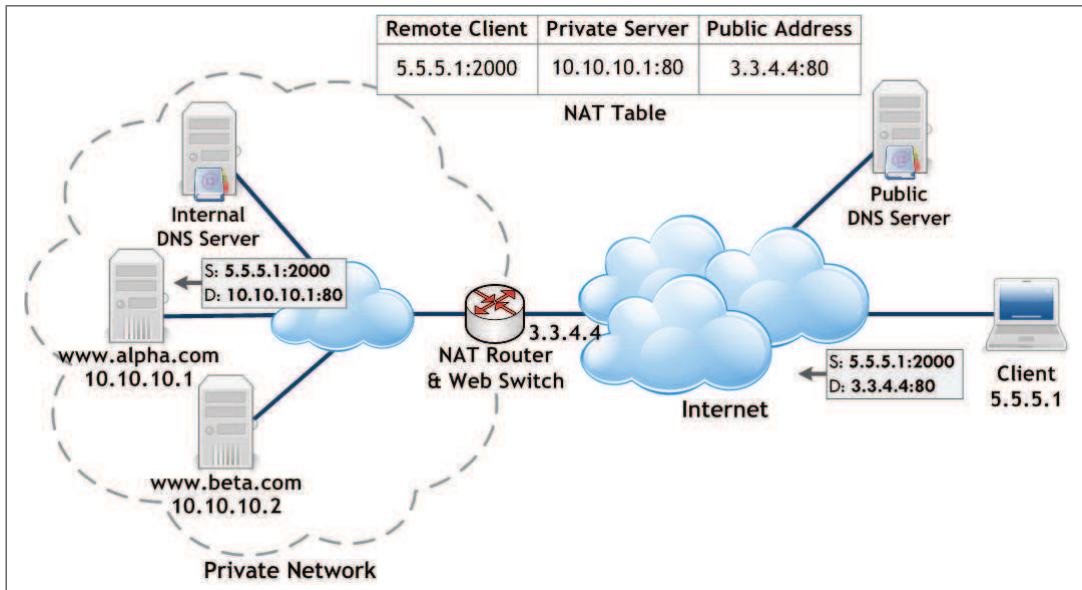 Remote Client Private Server Public Address
5.5.5.1:2000 10.10.10.1:80 3.3.4.4:80
NAT Table
Internal
DNS Server
Public
DNS Server
S: 5.5.5.1:2000
D: 10.10.10.1:80
www.alpha.com
10.10.10.1
3.3.4.4
NAT Router
& Web Switch
S: 5.5.5.1:2000
D: 3.3.4.4:80
Client
5.5.5.1
Internet
www.beta.com
10.10.10.2
Private Network